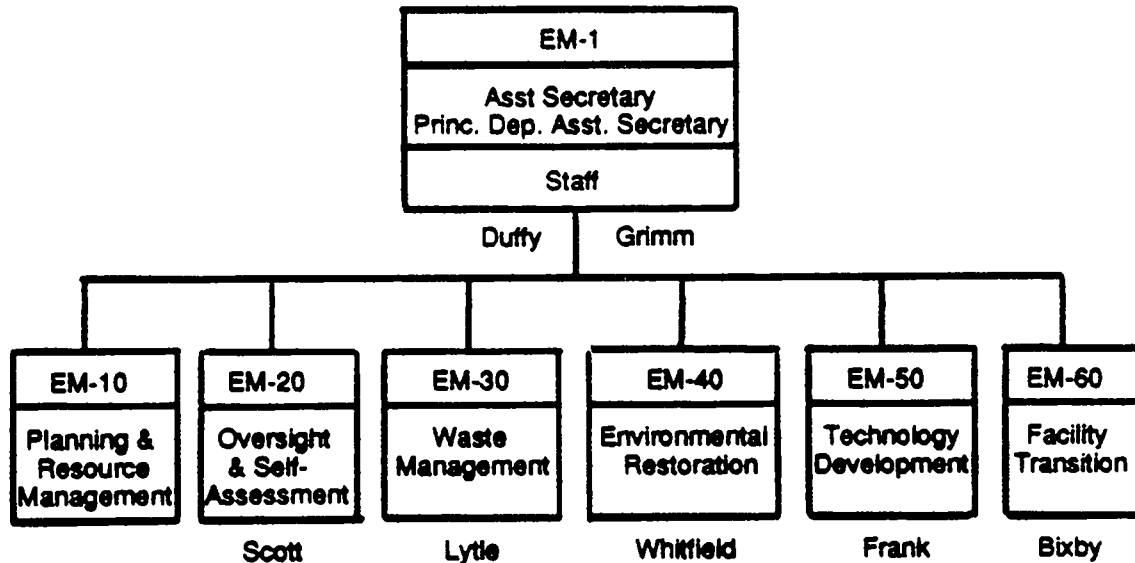 EM-1
Asst Secretary
Princ. Dep. Asst. Secretary
Staff
Duffy Grimm
EM-10
Planning &
Resource
Management
EM-20
Oversight
& Self-
Assessment
Scott
EM-30
Waste
Management
Lytle
EM-40
Environmental
Restoration
Whitfield
EM-50
Technology
Development
Frank
EM-60
Facility
Transition
Bixby